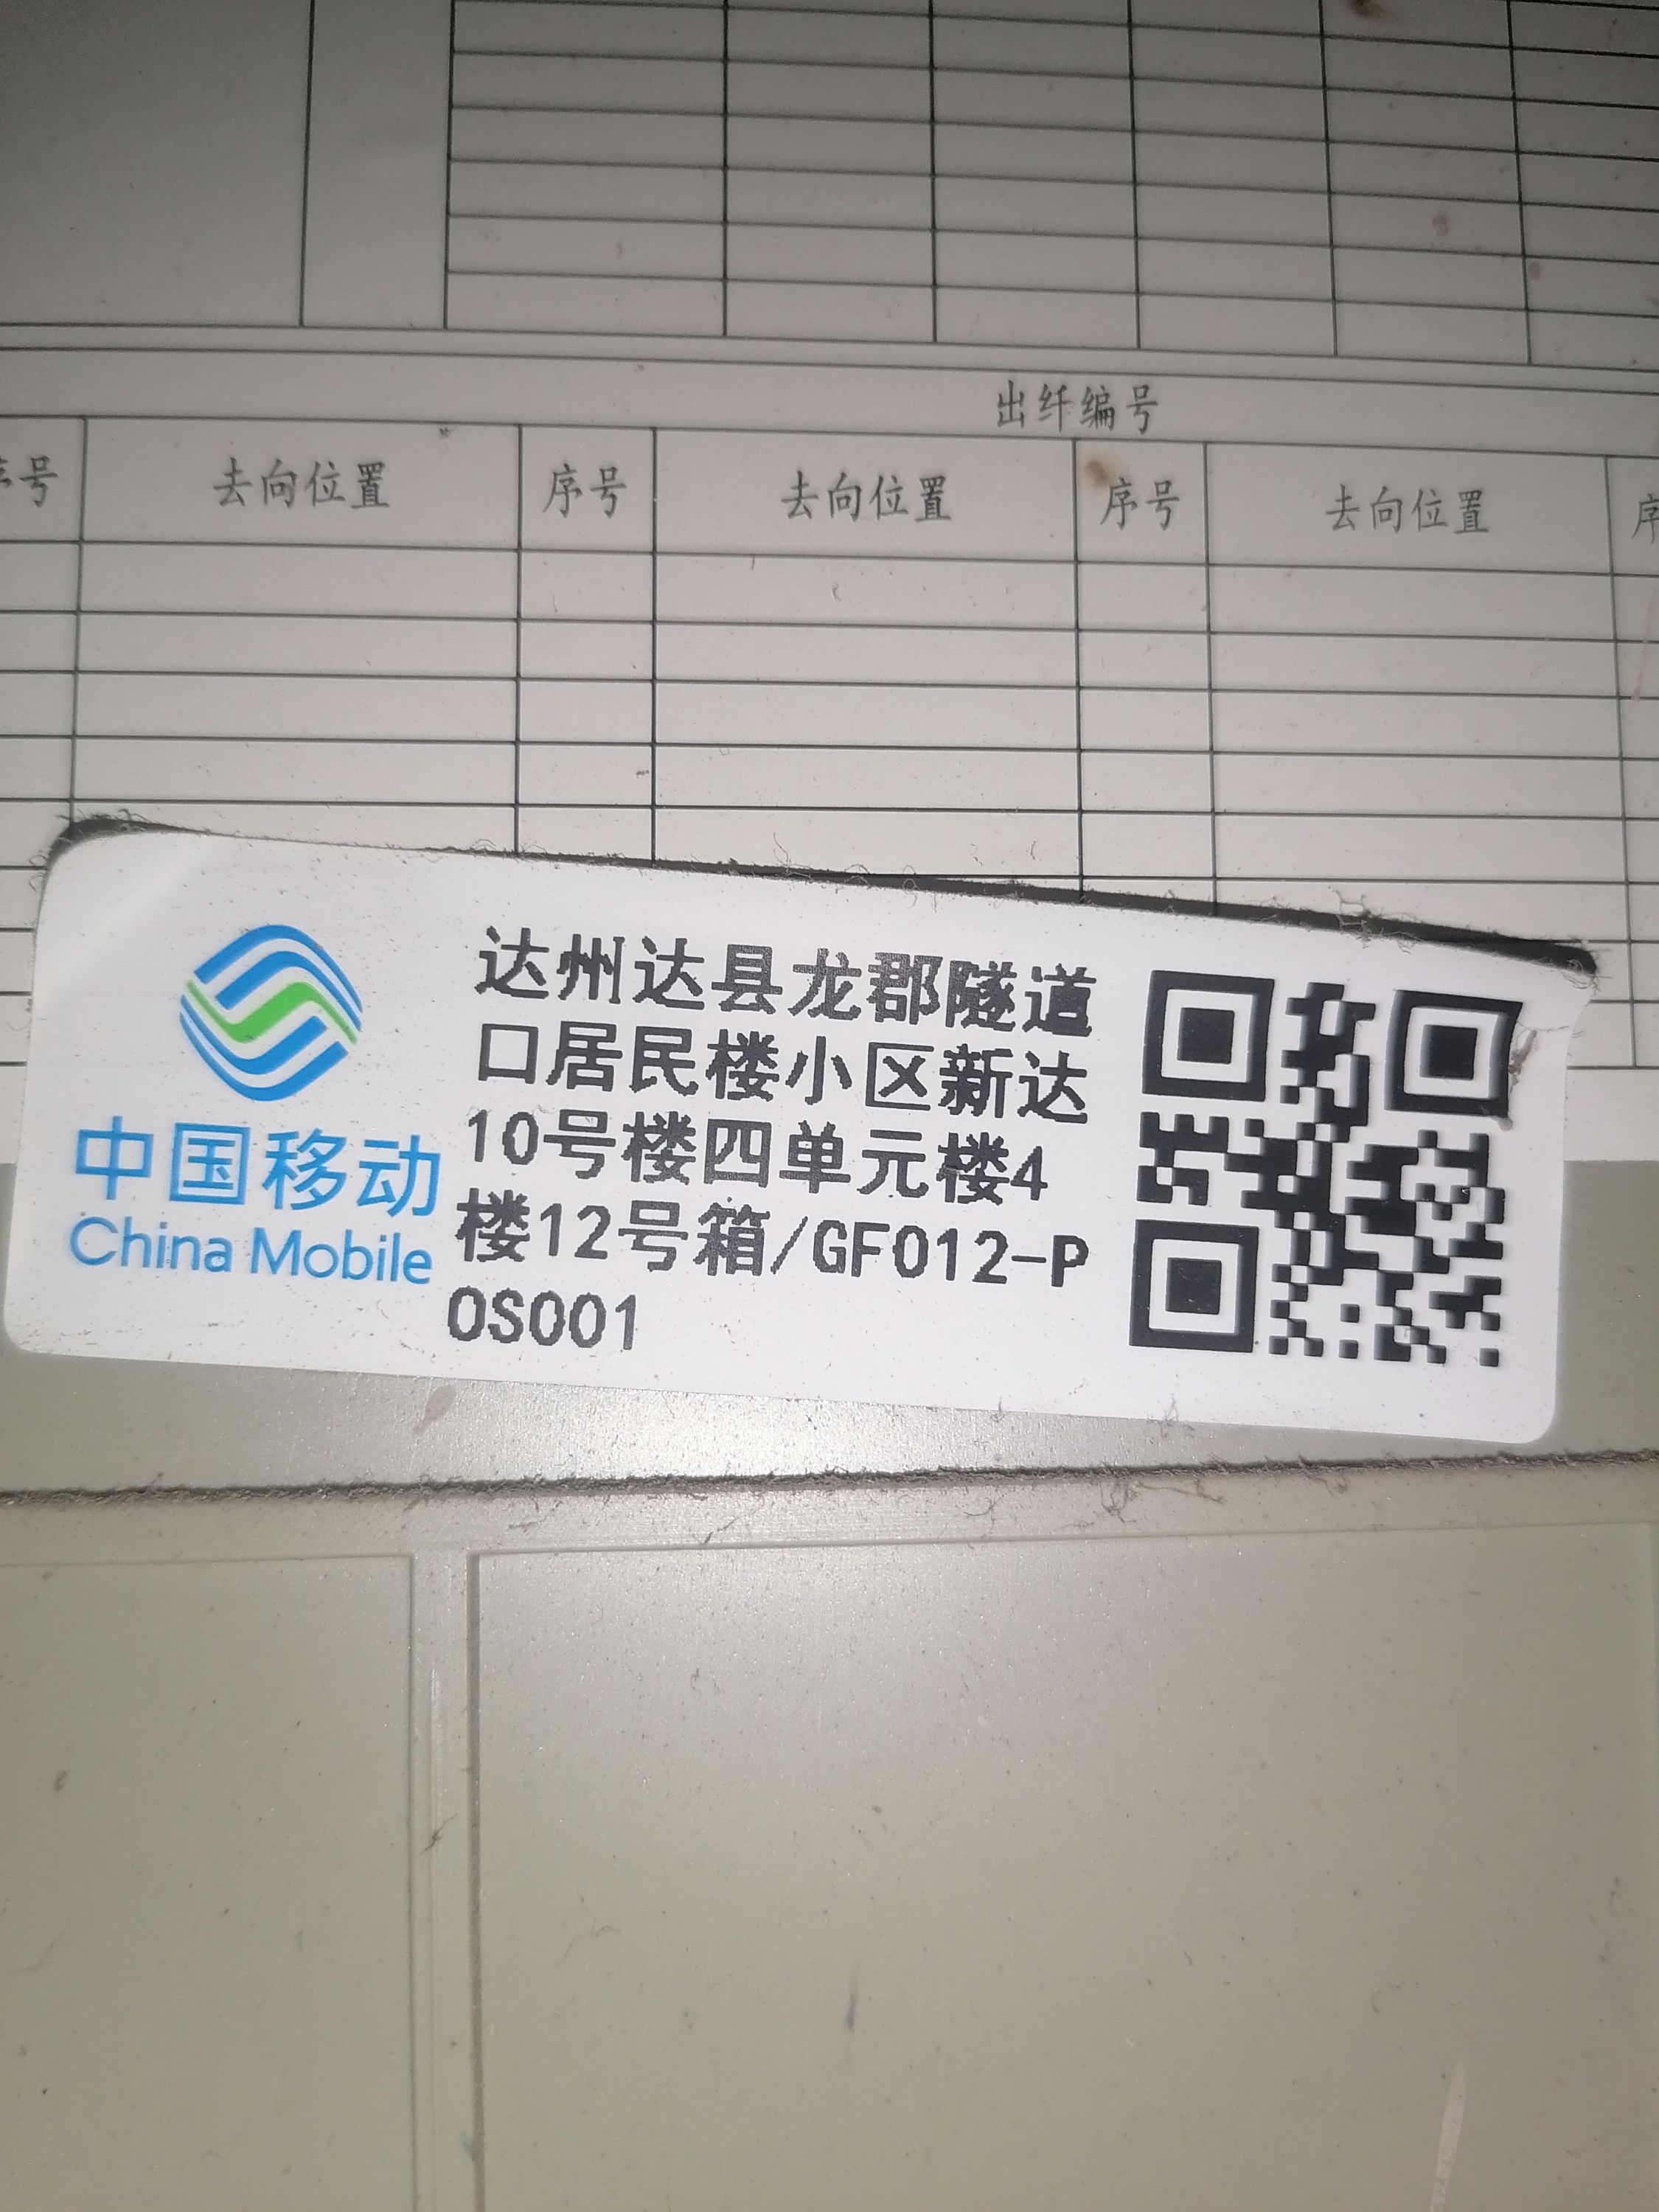 出纤编号
序号 去向位置 序号 去向位置 序号 去向位置 序
达州达县龙郡隧道
口居民楼小区新达
10号楼四单元楼4
楼12号箱/GF012-P
OS001
中国移动
China Mobile